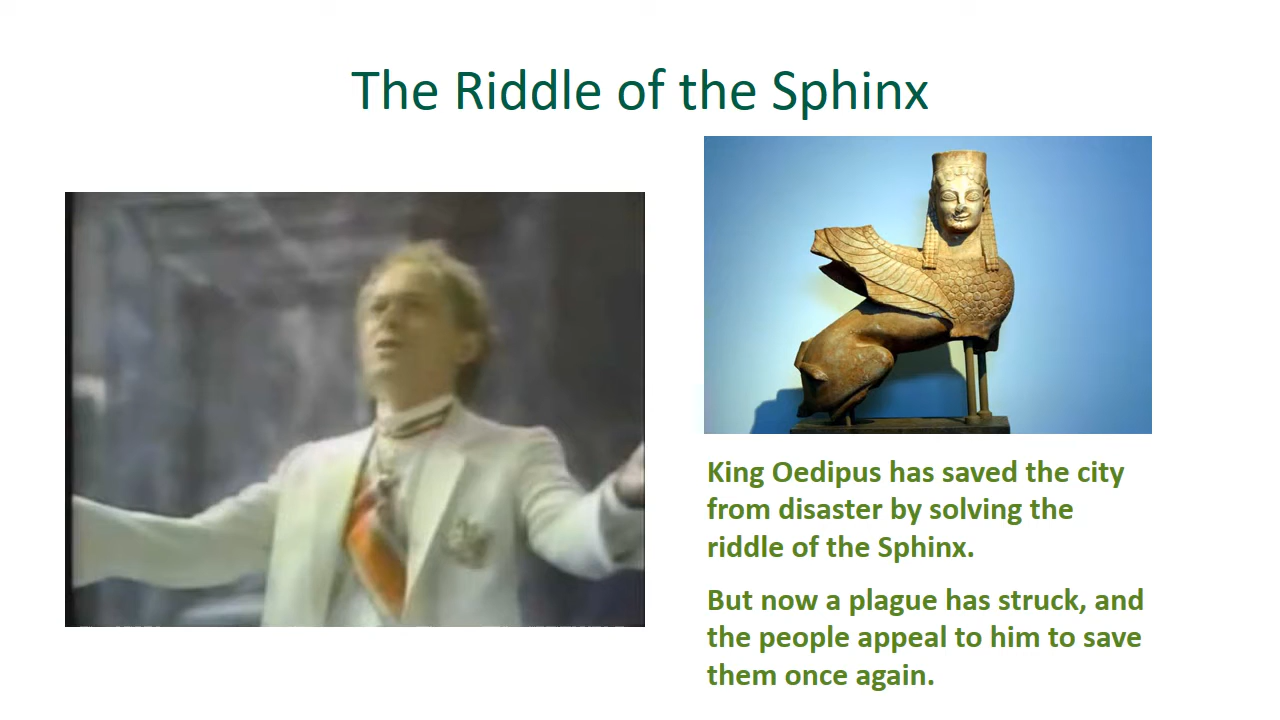 The Riddle of the Sphinx
King Oedipus has saved the city
from disaster by solving the
riddle of the Sphinx.
But now a plague has struck, and
the people appeal to him to save
them once again.